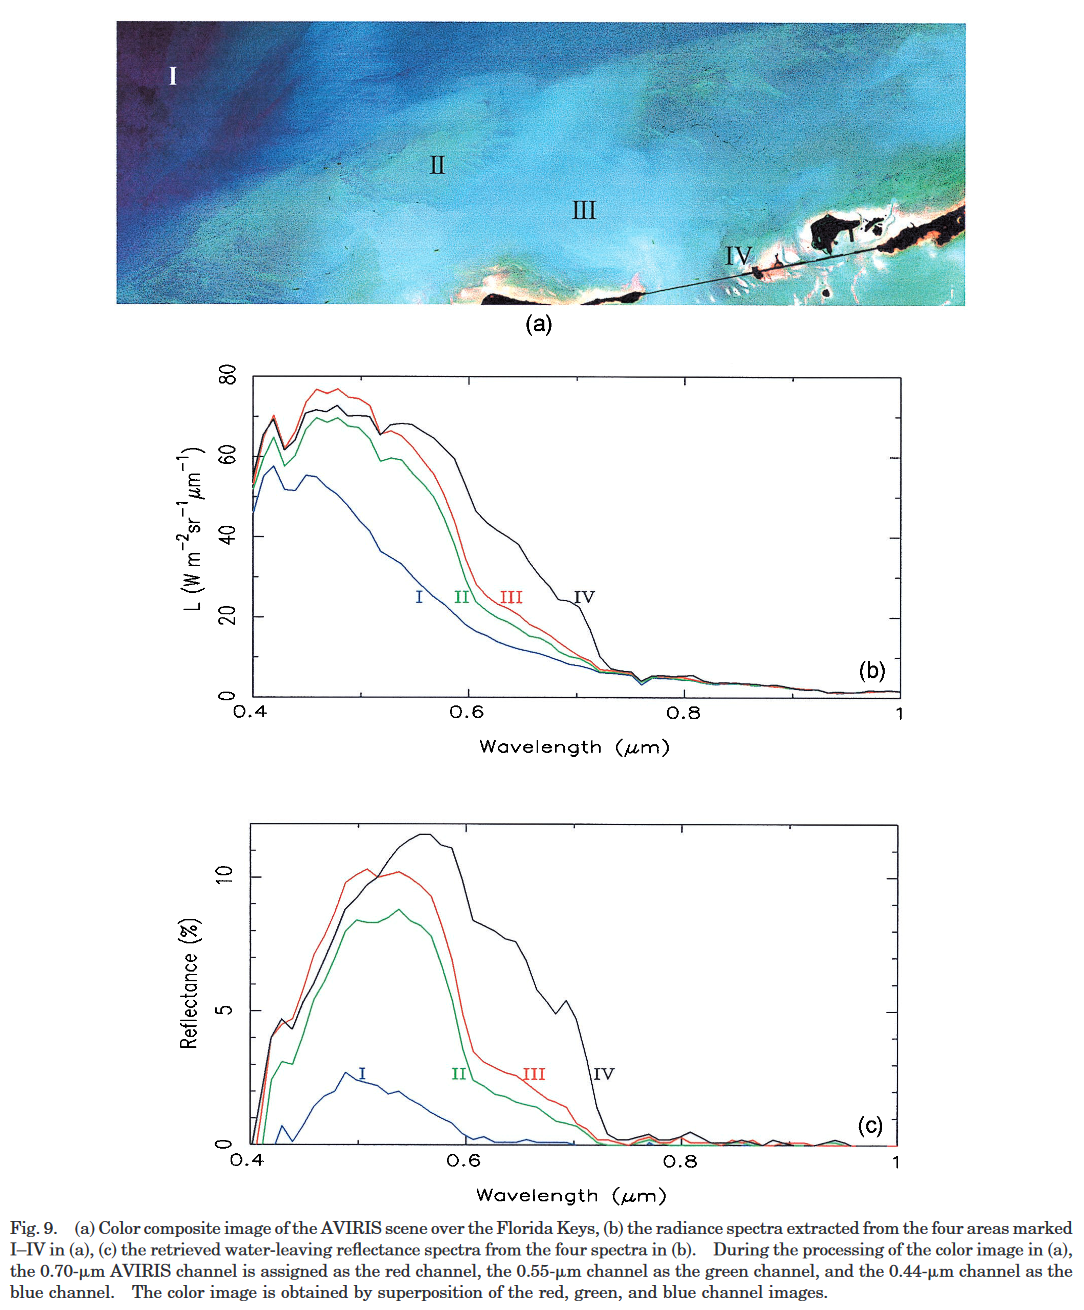 I
II
III
IV
(a)
80
60
40
20
0
L (W m⁻²sr⁻¹μm⁻¹)
I II III IV
(b)
0.4 0.6 0.8 1
Wavelength (μm)
10
5
0
Reflectance (%)
I II III IV
(c)
0.4 0.6 0.8 1
Wavelength (μm)
Fig. 9. (a) Color composite image of the AVIRIS scene over the Florida Keys, (b) the radiance spectra extracted from the four areas marked
I–IV in (a), (c) the retrieved water-leaving reflectance spectra from the four spectra in (b). During the processing of the color image in (a),
the 0.70-μm AVIRIS channel is assigned as the red channel, the 0.55-μm channel as the green channel, and the 0.44-μm channel as the
blue channel. The color image is obtained by superposition of the red, green, and blue channel images.